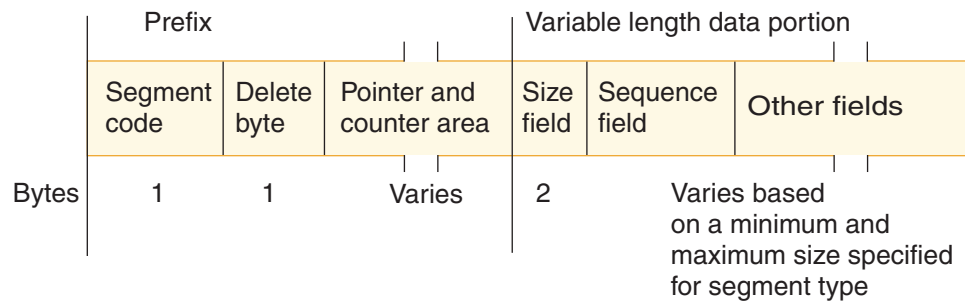 Prefix
Variable length data portion
Segment code
Delete byte
Pointer and counter area
Size field
Sequence field
Other fields
Bytes
1
1
Varies
2
Varies based
on a minimum and
maximum size specified
for segment type